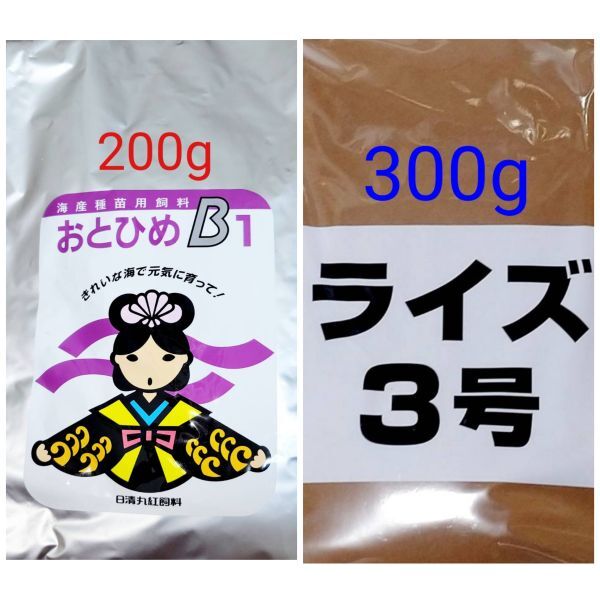 200g
海産種苗用飼料
おとひめB1
きれいな海で元気に育って!
日清丸紅飼料
300g
ライズ
3号